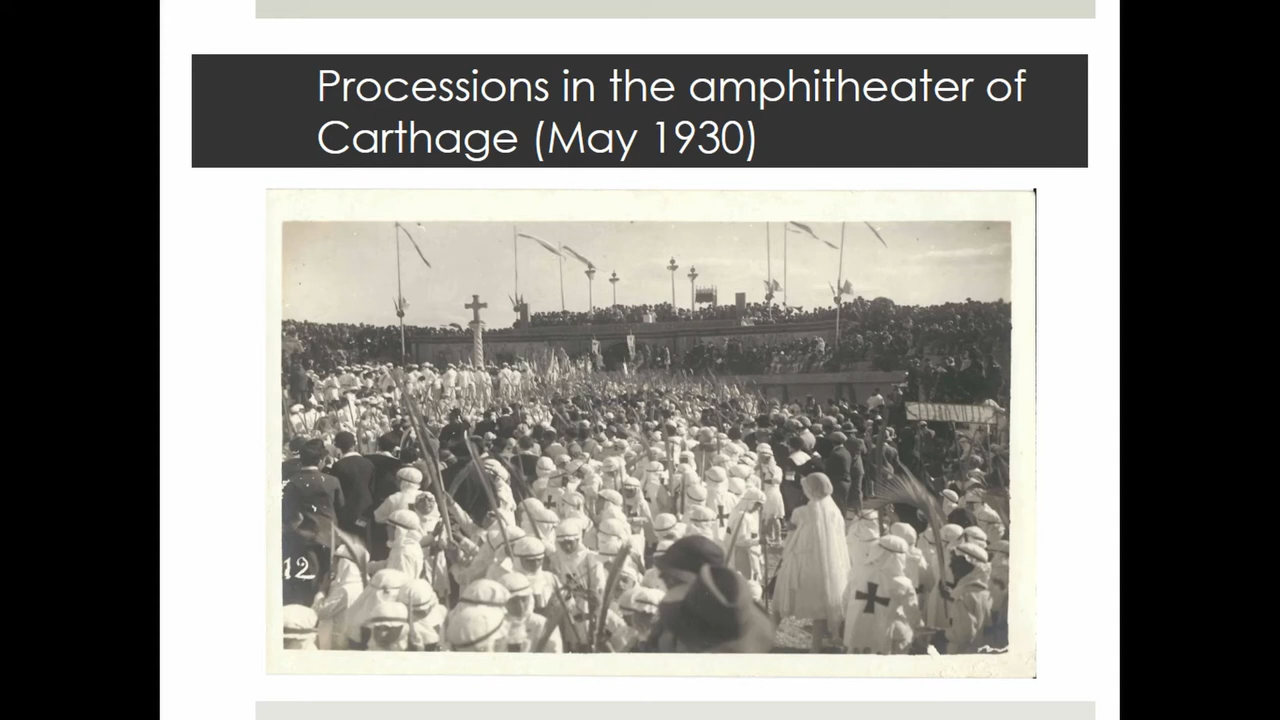 Processions in the amphitheater of
Carthage (May 1930)
12